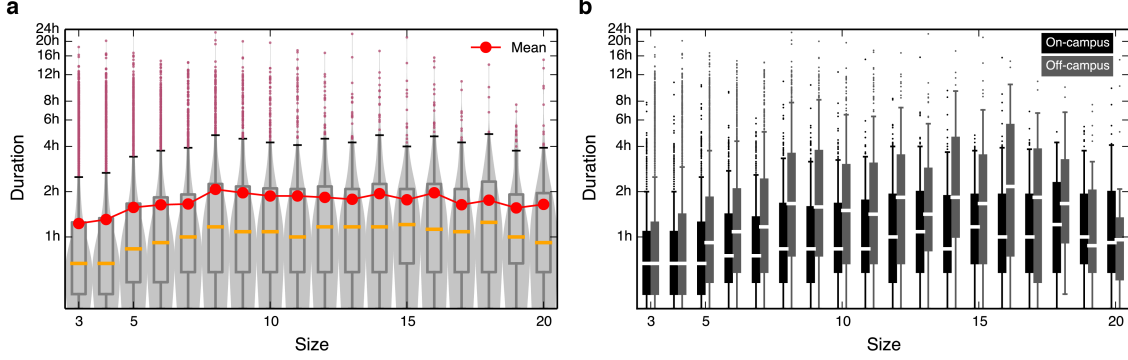 a
24h
20h
16h
12h
8h
6h
4h
2h
1h
Duration
Mean
3
5
10
15
20
Size
b
24h
20h
16h
12h
8h
6h
4h
2h
1h
Duration
On-campus
Off-campus
3
5
10
15
20
Size